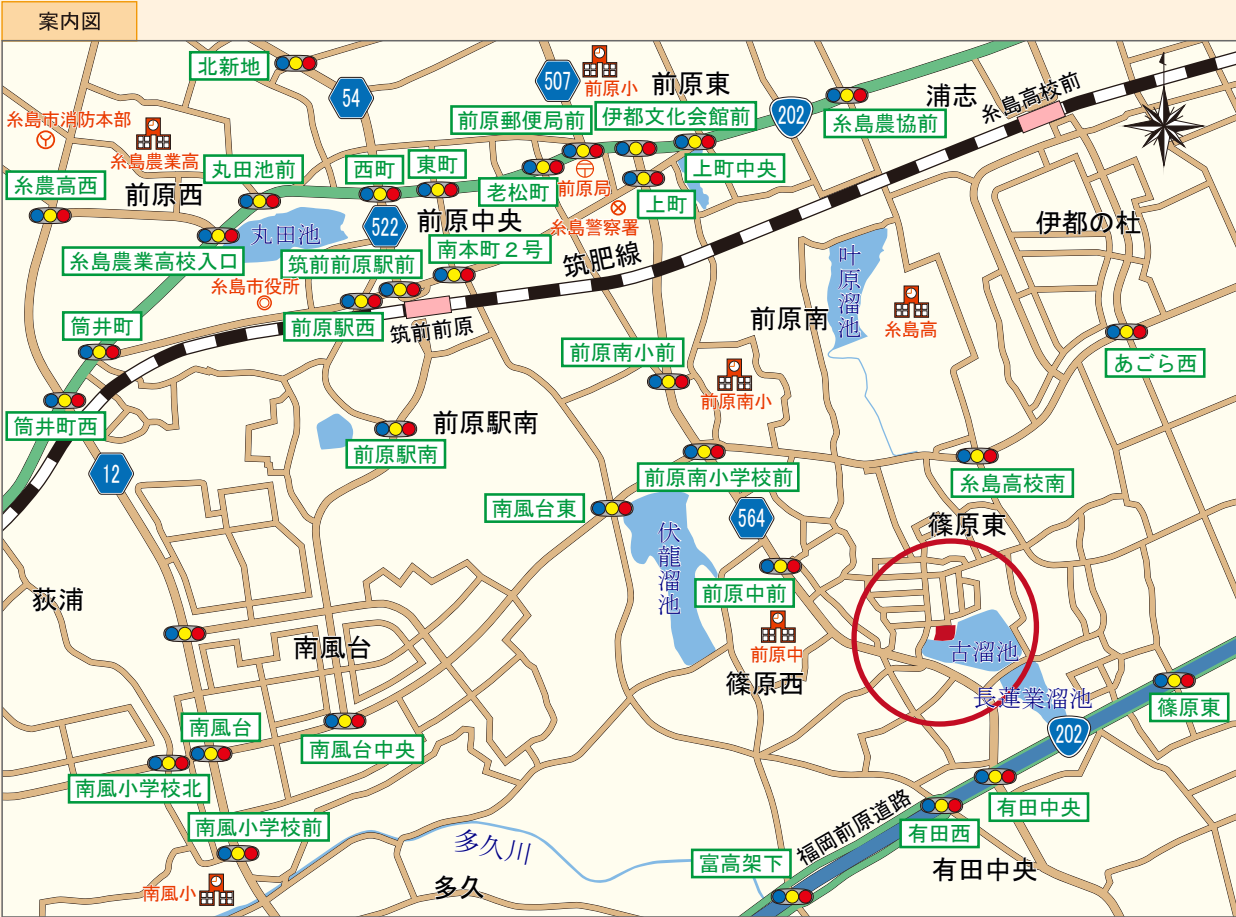 案内図
北新地
54
507
前原小
前原東
202
浦志
糸島高校前
糸島市消防本部
糸島農業高
前原郵便局前
伊都文化会館前
糸島農協前
糸農高西
前原西
丸田池前
西町
東町
老松町
前原局
上町
上町中央
糸島警察署
丸田池
522
前原中央
南本町2号
糸島農業高校入口
筑前前原駅前
筑肥線
伊都の杜
叶原溜池
糸島市役所
筒井町
前原駅西
筑前前原
前原南
糸島高
前原南小前
あごら西
前原南小
筒井町西
前原駅南
前原駅南
12
前原南小学校前
糸島高校南
南風台東
564
篠原東
伏龍溜池
前原中前
荻浦
南風台
前原中
篠原西
古溜池
長蓮業溜池
篠原東
202
南風台
南風台中央
南風小学校北
有田中央
南風小学校前
福岡前原道路
有田西
多久川
富高架下
有田中央
多久
南風小